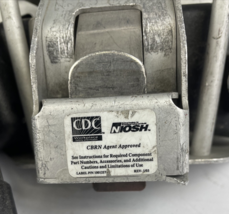 CDC
NIOSH
CBRN Agent Approved
See Instructions for Required Component
Part Numbers, Accessories, and Additional
Cautions and Limitations of Use